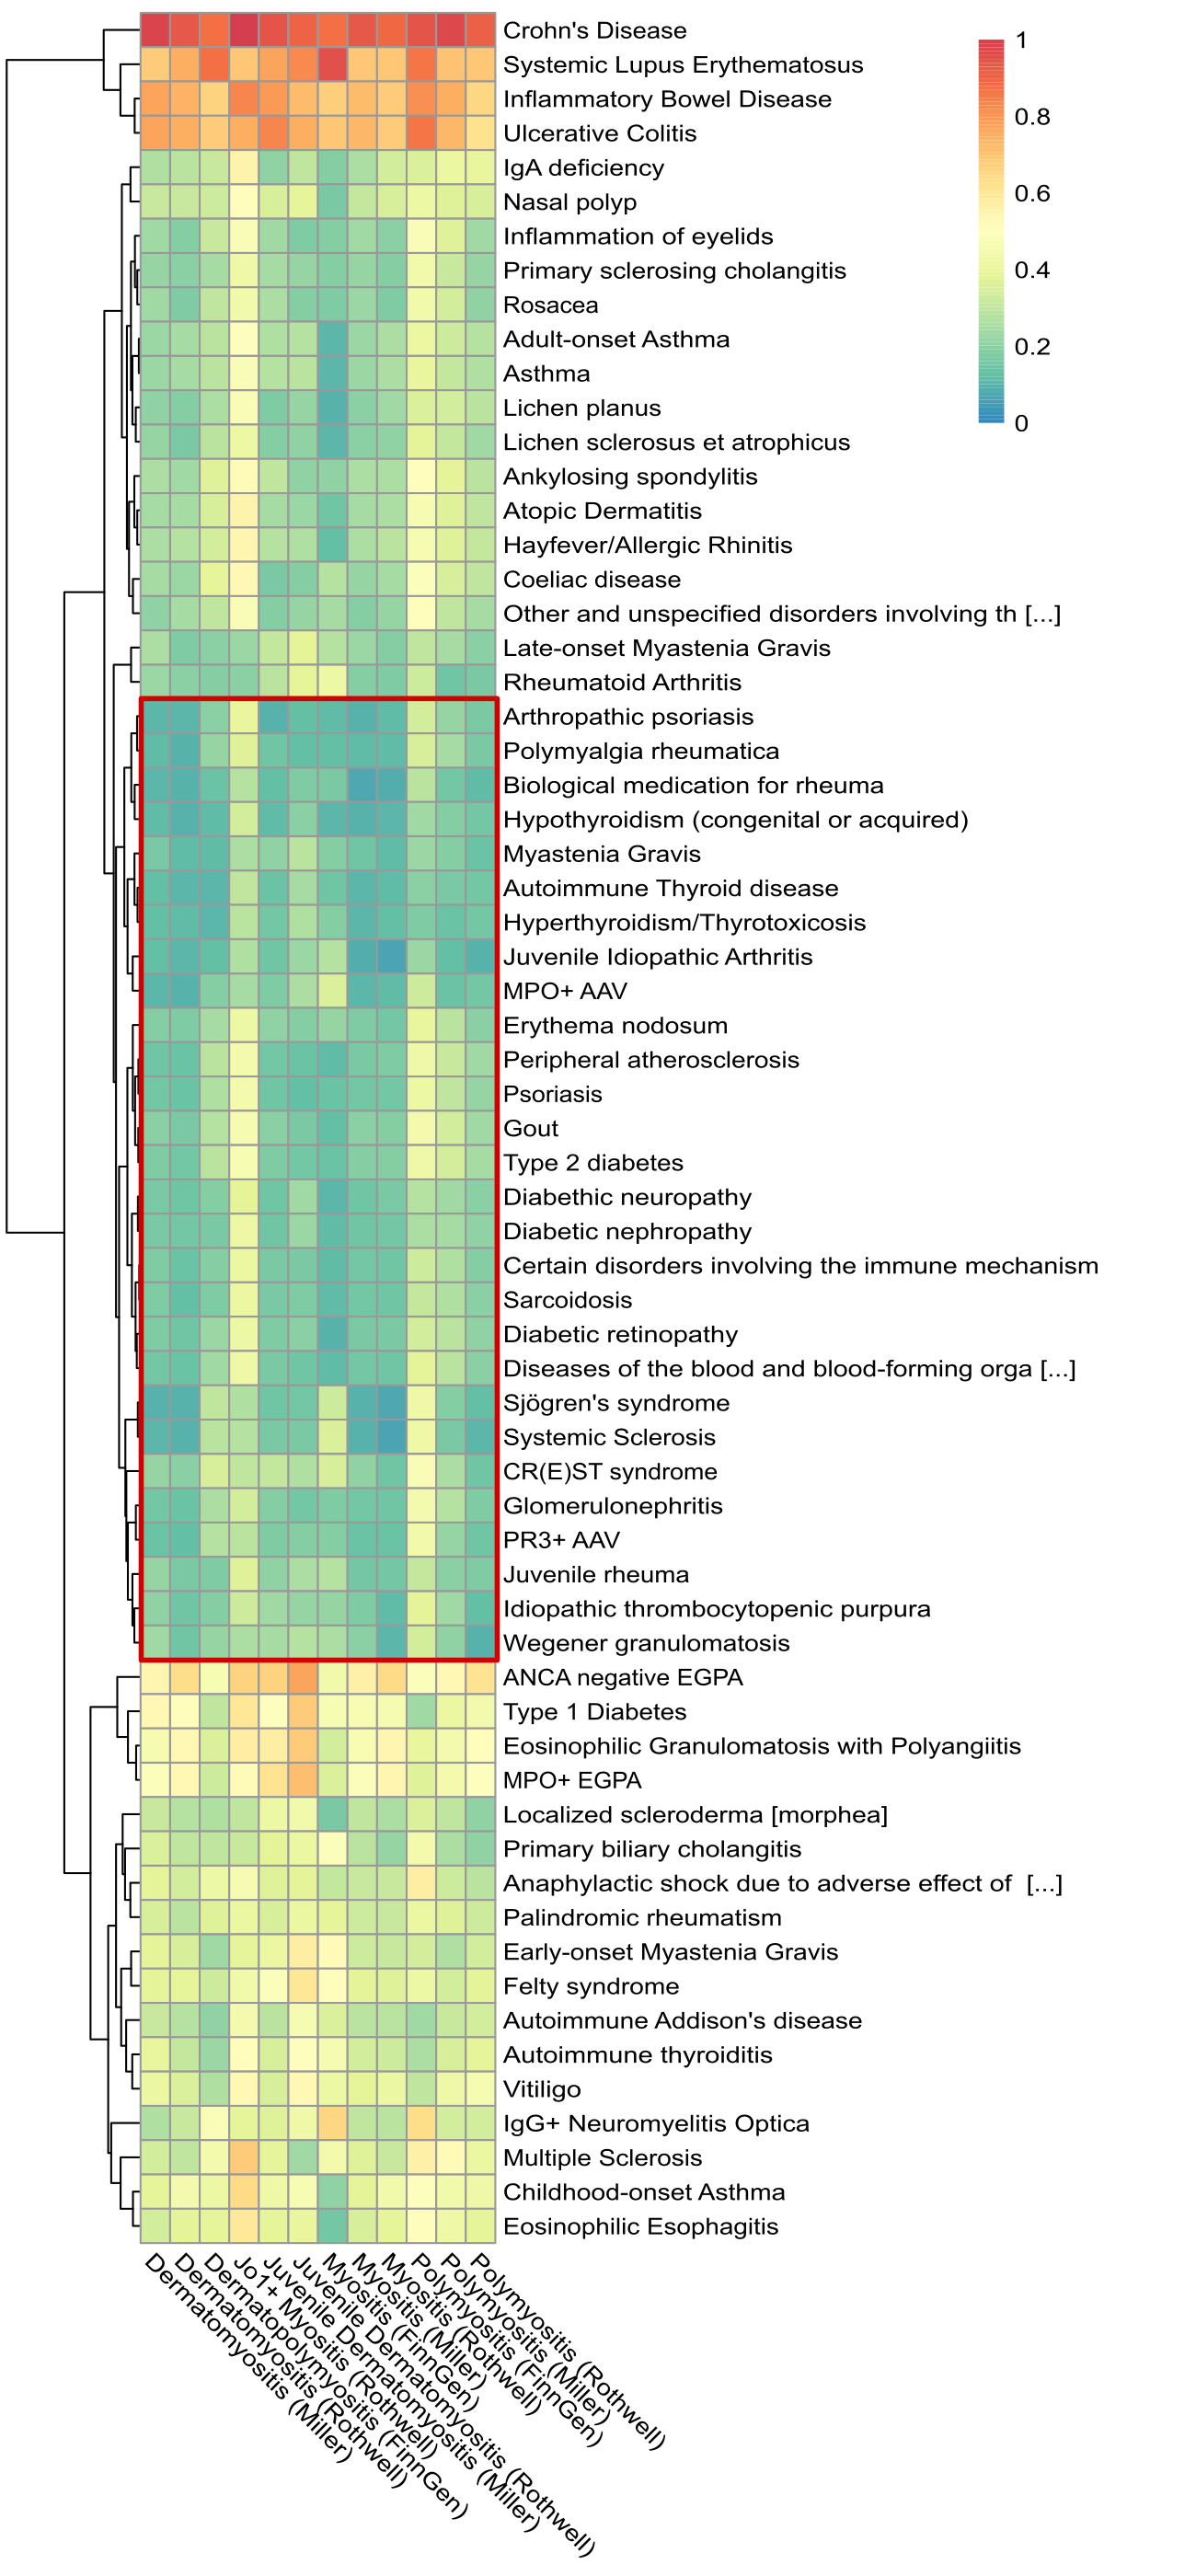 Crohn's Disease
Systemic Lupus Erythematosus
Inflammatory Bowel Disease
Ulcerative Colitis
IgA deficiency
Nasal polyp
Inflammation of eyelids
Primary sclerosing cholangitis
Rosacea
Adult-onset Asthma
Asthma
Lichen planus
Lichen sclerosus et atrophicus
Ankylosing spondylitis
Atopic Dermatitis
Hayfever/Allergic Rhinitis
Coeliac disease
Other and unspecified disorders involving th [...]
Late-onset Myastenia Gravis
Rheumatoid Arthritis
Arthropathic psoriasis
Polymyalgia rheumatica
Biological medication for rheuma
Hypothyroidism (congenital or acquired)
Myastenia Gravis
Autoimmune Thyroid disease
Hyperthyroidism/Thyrotoxicosis
Juvenile Idiopathic Arthritis
MPO+ AAV
Erythema nodosum
Peripheral atherosclerosis
Psoriasis
Gout
Type 2 diabetes
Diabethic neuropathy
Diabetic nephropathy
Certain disorders involving the immune mechanism
Sarcoidosis
Diabetic retinopathy
Diseases of the blood and blood-forming orga [...]
Sjögren's syndrome
Systemic Sclerosis
CR(E)ST syndrome
Glomerulonephritis
PR3+ AAV
Juvenile rheuma
Idiopathic thrombocytopenic purpura
Wegener granulomatosis
ANCA negative EGPA
Type 1 Diabetes
Eosinophilic Granulomatosis with Polyangiitis
MPO+ EGPA
Localized scleroderma [morphea]
Primary biliary cholangitis
Anaphylactic shock due to adverse effect of [...]
Palindromic rheumatism
Early-onset Myastenia Gravis
Felty syndrome
Autoimmune Addison's disease
Autoimmune thyroiditis
Vitiligo
IgG+ Neuromyelitis Optica
Multiple Sclerosis
Childhood-onset Asthma
Eosinophilic Esophagitis
1
0.8
0.6
0.4
0.2
0
Dermatomyositis (Miller)
Dermatomyositis (Rothwell)
Dermatopolymyositis (FinnGen)
Jo1+ Myositis (Rothwell)
Juvenile Dermatomyositis (Miller)
Juvenile Dermatomyositis (Rothwell)
Myositis (FinnGen)
Myositis (Miller)
Myositis (Rothwell)
Polymyositis (FinnGen)
Polymyositis (Miller)
Polymyositis (Rothwell)